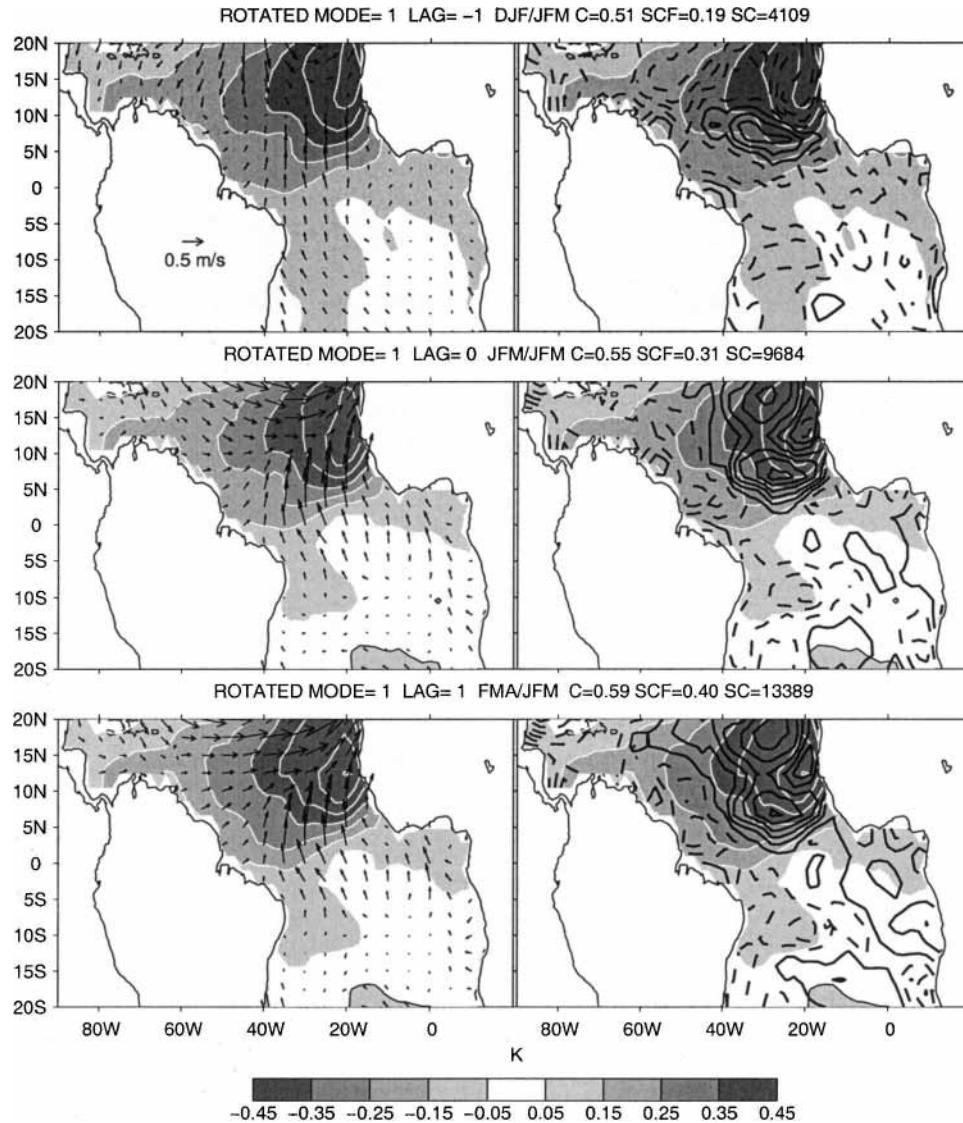 ROTATED MODE= 1 LAG= −1 DJF/JFM C=0.51 SCF=0.19 SC=4109
20N
15N
10N
5N
0
5S
10S
15S
20S
0.5 m/s
ROTATED MODE= 1 LAG= 0 JFM/JFM C=0.55 SCF=0.31 SC=9684
20N
15N
10N
5N
0
5S
10S
15S
20S
ROTATED MODE= 1 LAG= 1 FMA/JFM C=0.59 SCF=0.40 SC=13389
20N
15N
10N
5N
0
5S
10S
15S
20S
80W 60W 40W 20W 0 80W 60W 40W 20W 0
K
−0.45 −0.35 −0.25 −0.15 −0.05 0.05 0.15 0.25 0.35 0.45